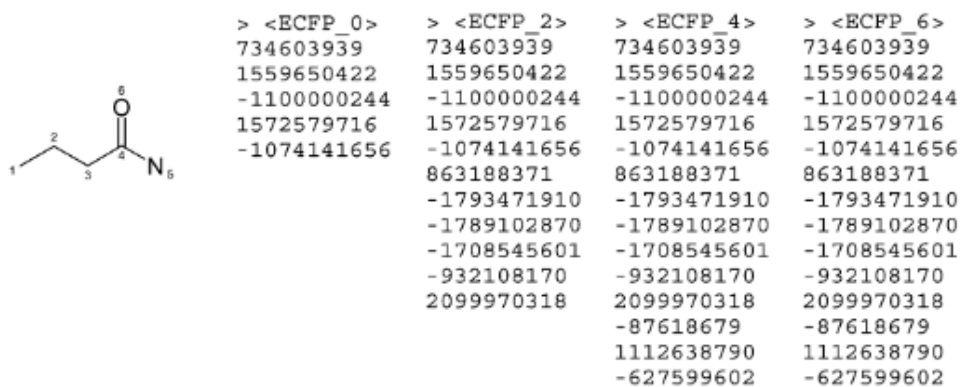 > <ECFP_0> > <ECFP_2> > <ECFP_4> > <ECFP_6>
734603939 734603939 734603939 734603939
1559650422 1559650422 1559650422 1559650422
6 -1100000244 -1100000244 -1100000244 -1100000244
O 1572579716 1572579716 1572579716 1572579716
2 -1074141656 -1074141656 -1074141656 -1074141656
1 3 4 N 5 863188371 863188371 863188371
-1793471910 -1793471910 -1793471910
-1789102870 -1789102870 -1789102870
-1708545601 -1708545601 -1708545601
-932108170 -932108170 -932108170
2099970318 2099970318 2099970318
-87618679 -87618679
1112638790 1112638790
-627599602 -627599602